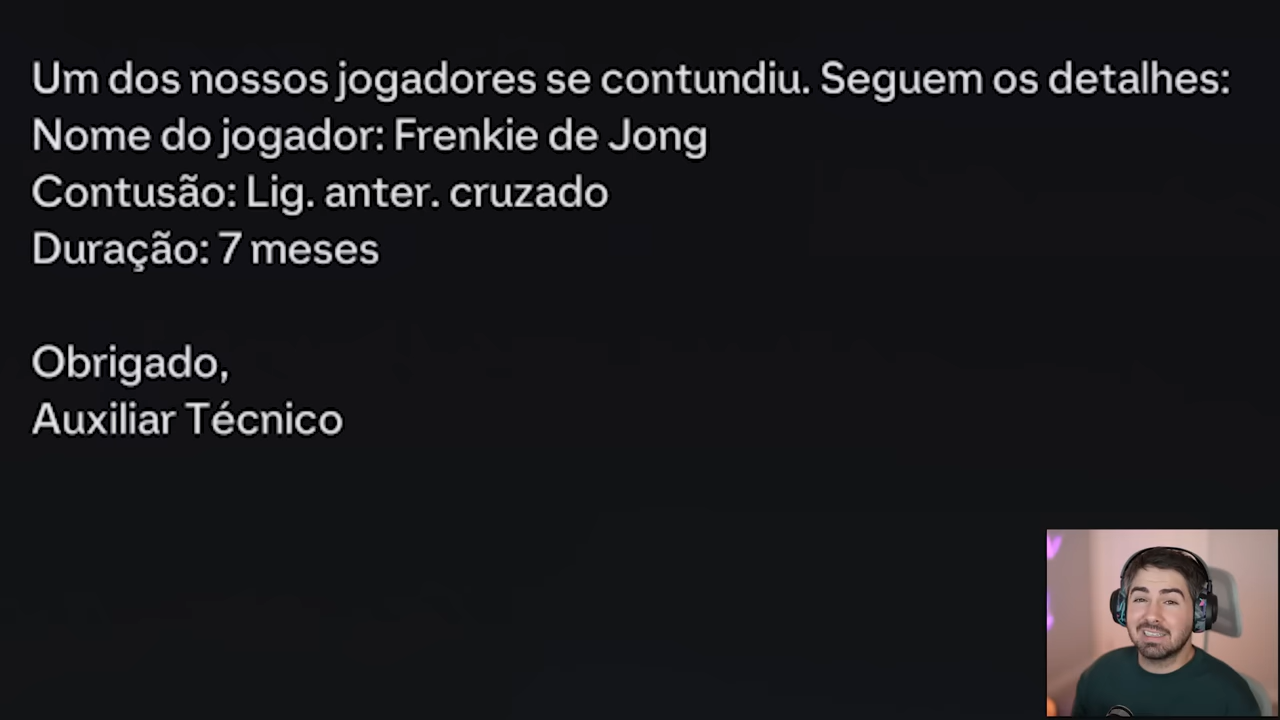 Um dos nossos jogadores se contundiu. Seguem os detalhes:
Nome do jogador: Frenkie de Jong
Contusão: Lig. anter. cruzado
Duração: 7 meses
Obrigado,
Auxiliar Técnico